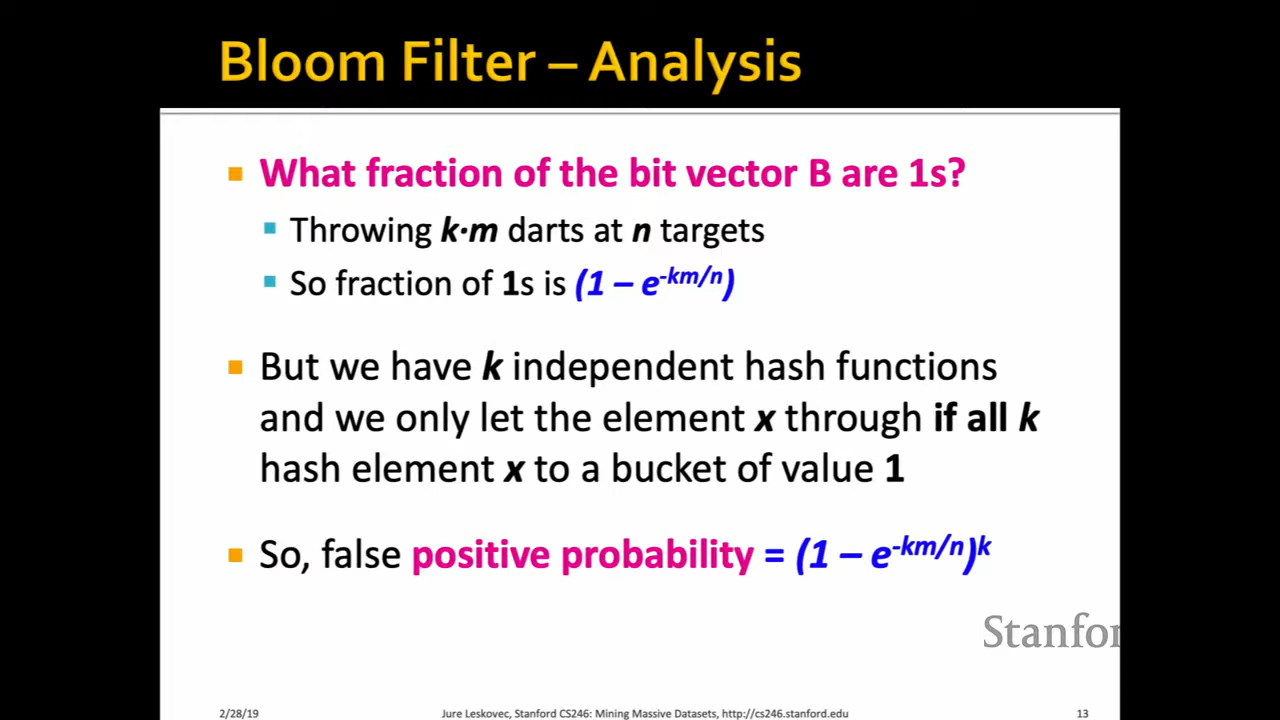 Bloom Filter – Analysis
What fraction of the bit vector B are 1s?
Throwing k·m darts at n targets
So fraction of 1s is (1 – e^-km/n)
But we have k independent hash functions
and we only let the element x through if all k
hash element x to a bucket of value 1
So, false positive probability = (1 – e^-km/n)^k
Stanfor
2/28/19
Jure Leskovec, Stanford CS246: Mining Massive Datasets, http://cs246.stanford.edu
13